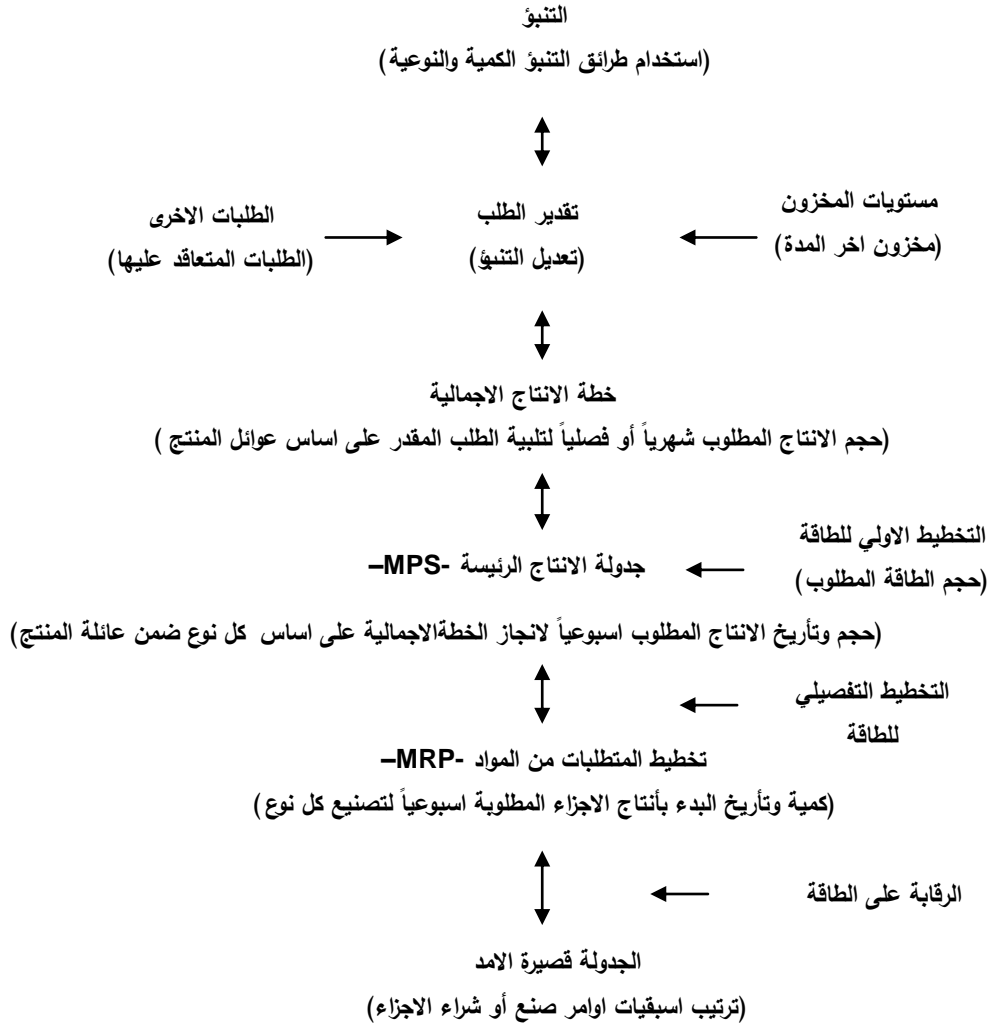 التنبؤ
(استخدام طرائق التنبؤ الكمية والنوعية)
مستويات المخزون
(مخزون اخر المدة)
تقدير الطلب
(تعديل التنبؤ)
الطلبات الاخرى
(الطلبات المتعاقد عليها)
خطة الانتاج الاجمالية
(حجم الانتاج المطلوب شهرياً أو فصلياً لتلبية الطلب المقدر على اساس عوائل المنتج )
التخطيط الاولي للطاقة
(حجم الطاقة المطلوب)
جدولة الانتاج الرئيسة -MPS–
(حجم وتأريخ الانتاج المطلوب اسبوعياً لانجاز الخطةالاجمالية على اساس كل نوع ضمن عائلة المنتج)
التخطيط التفصيلي
للطاقة
تخطيط المتطلبات من المواد -MRP–
(كمية وتأريخ البدء بأنتاج الاجزاء المطلوبة اسبوعياً لتصنيع كل نوع)
الرقابة على الطاقة
الجدولة قصيرة الامد
(ترتيب اسبقيات اوامر صنع أو شراء الاجزاء)